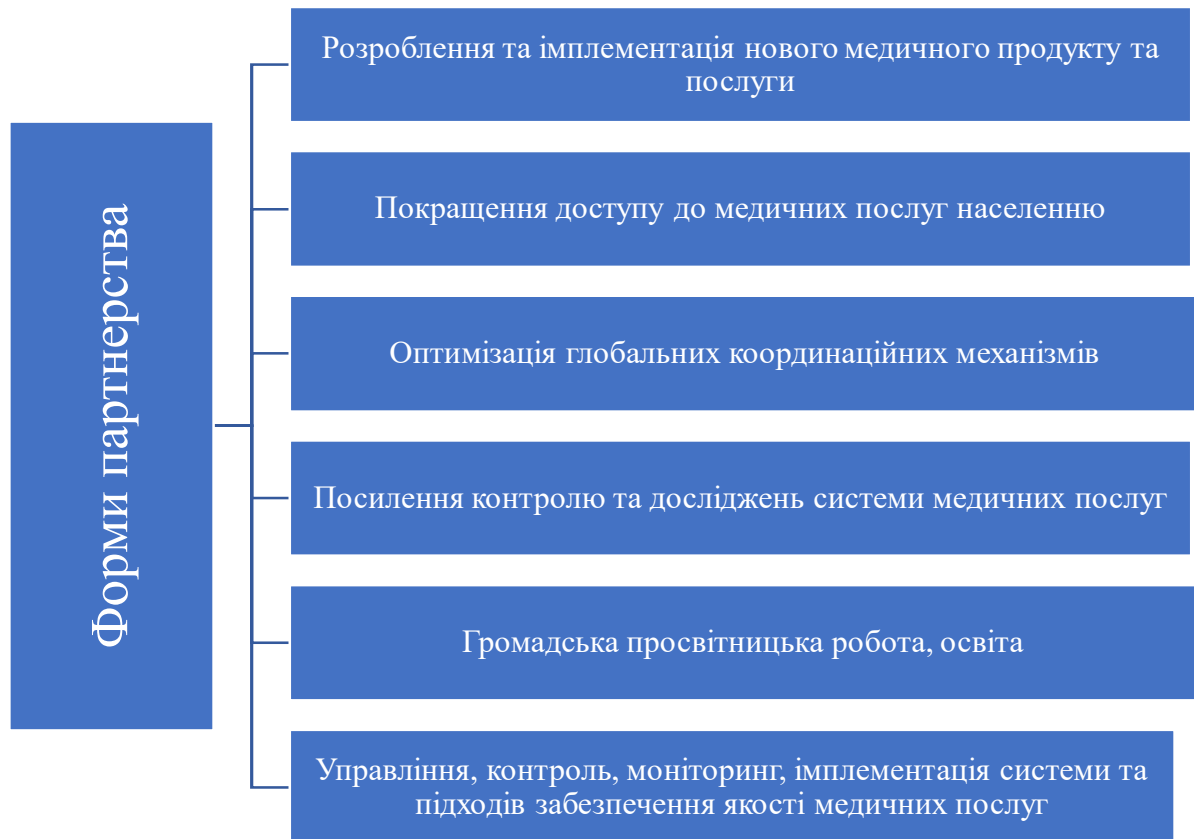 Форми партнерства
Розроблення та імплементація нового медичного продукту та
послуги
Покращення доступу до медичних послуг населенню
Оптимізація глобальних координаційних механізмів
Посилення контролю та досліджень системи медичних послуг
Громадська просвітницька робота, освіта
Управління, контроль, моніторинг, імплементація системи та
підходів забезпечення якості медичних послуг